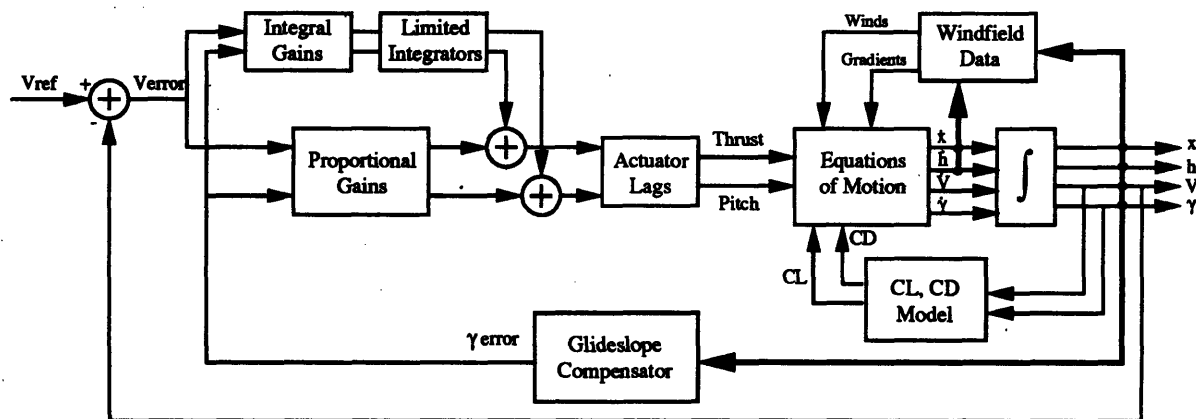 Vref
+
-
Verror
Integral
Gains
Limited
Integrators
Proportional
Gains
Actuator
Lags
Thrust
Pitch
Winds
Gradients
Windfield
Data
Equations
of Motion
ẋ
ḣ
V̇
γ̇
∫
x
h
V
γ
CL
CD
CL, CD
Model
γ error
Glideslope
Compensator